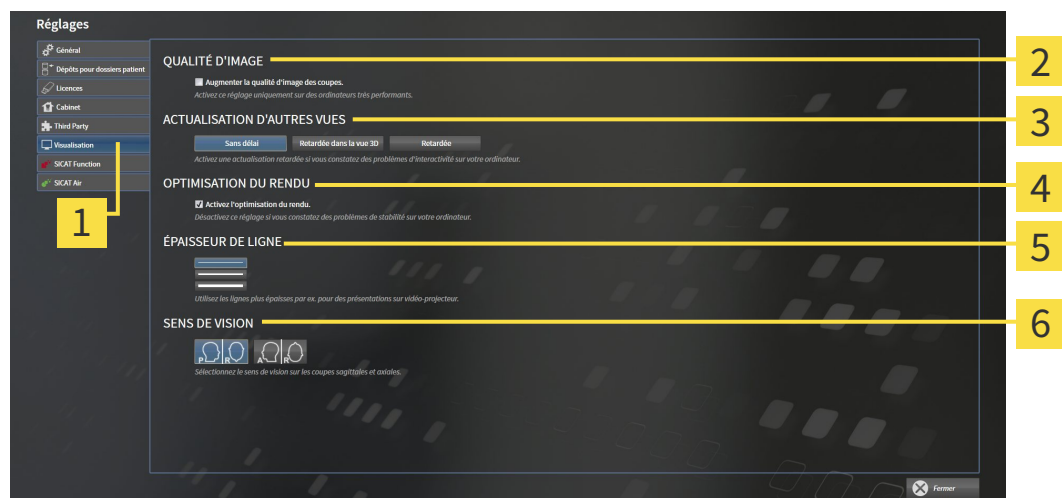 Réglages
Général
Dépôts pour dossiers patient
Licences
Cabinet
Third Party
Visualisation
SICAT Function
SICAT Air
1
QUALITÉ D'IMAGE
2
Augmenter la qualité d'image des coupes.
Activez ce réglage uniquement sur des ordinateurs très performants.
ACTUALISATION D'AUTRES VUES
3
Sans délai Retardée dans la vue 3D Retardée
Activez une actualisation retardée si vous constatez des problèmes d'interactivité sur votre ordinateur.
OPTIMISATION DU RENDU
4
Activez l'optimisation du rendu.
Désactivez ce réglage si vous constatez des problèmes de stabilité sur votre ordinateur.
ÉPAISSEUR DE LIGNE
5
Utilisez les lignes plus épaisses par ex. pour des présentations sur vidéo-projecteur.
SENS DE VISION
6
P R A R
Sélectionnez le sens de vision sur les coupes sagittales et axiales.
Fermer